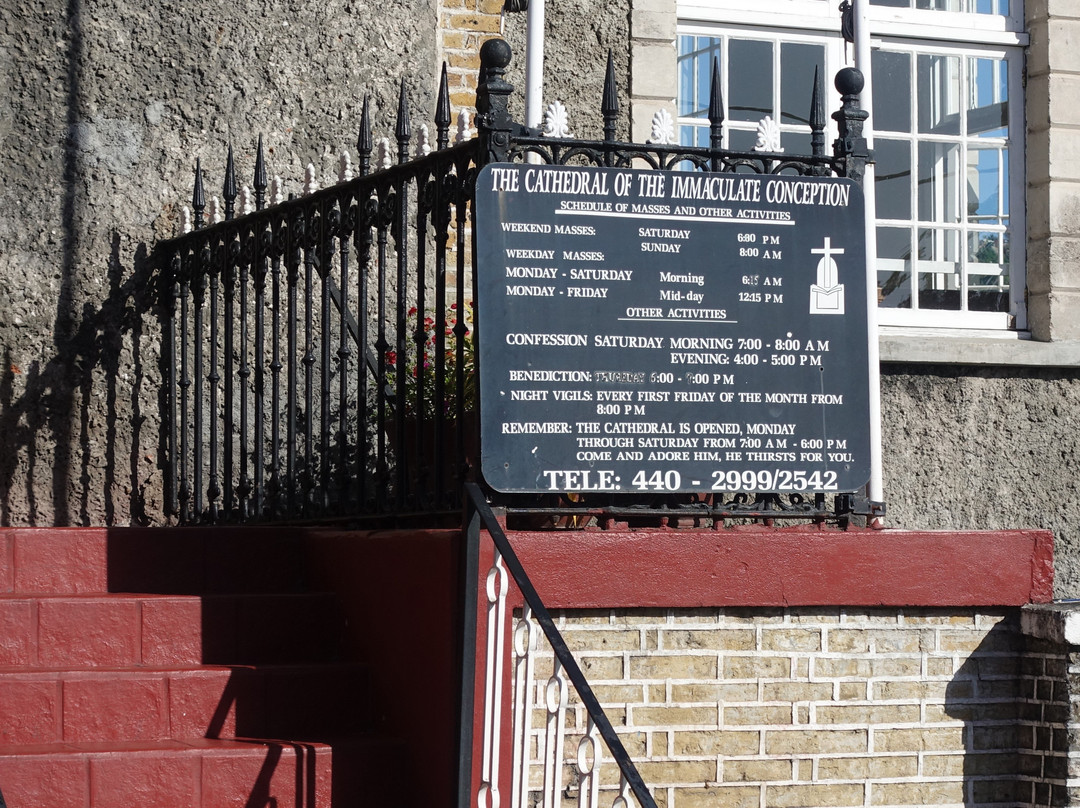 THE CATHEDRAL OF THE IMMACULATE CONCEPTION
SCHEDULE OF MASSES AND OTHER ACTIVITIES
WEEKEND MASSES: SATURDAY 6:00 PM
SUNDAY 8:00 AM
WEEKDAY MASSES:
MONDAY - SATURDAY Morning 6:15 AM
MONDAY - FRIDAY Mid-day 12:15 PM
OTHER ACTIVITIES
CONFESSION SATURDAY MORNING 7:00 - 8:00 AM
EVENING: 4:00 - 5:00 PM
BENEDICTION: 6:00 - 7:00 PM
NIGHT VIGILS: EVERY FIRST FRIDAY OF THE MONTH FROM
8:00 PM
REMEMBER: THE CATHEDRAL IS OPENED, MONDAY
THROUGH SATURDAY FROM 7:00 AM - 6:00 PM
COME AND ADORE HIM, HE THIRSTS FOR YOU.
TELE: 440 - 2999/2542